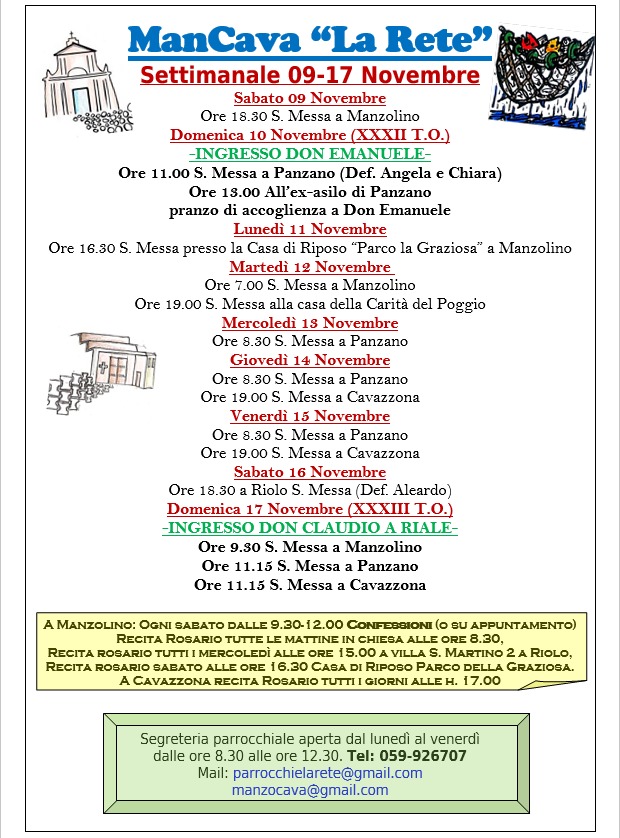 ManCava “La Rete”
Settimanale 09-17 Novembre
Sabato 09 Novembre
Ore 18.30 S. Messa a Manzolino
Domenica 10 Novembre (XXXII T.O.)
-INGRESSO DON EMANUELE-
Ore 11.00 S. Messa a Panzano (Def. Angela e Chiara)
Ore 13.00 All’ex-asilo di Panzano
pranzo di accoglienza a Don Emanuele
Lunedì 11 Novembre
Ore 16.30 S. Messa presso la Casa di Riposo “Parco la Graziosa” a Manzolino
Martedì 12 Novembre
Ore 7.00 S. Messa a Manzolino
Ore 19.00 S. Messa alla casa della Carità del Poggio
Mercoledì 13 Novembre
Ore 8.30 S. Messa a Panzano
Giovedì 14 Novembre
Ore 8.30 S. Messa a Panzano
Ore 19.00 S. Messa a Cavazzona
Venerdì 15 Novembre
Ore 8.30 S. Messa a Panzano
Ore 19.00 S. Messa a Cavazzona
Sabato 16 Novembre
Ore 18.30 a Riolo S. Messa (Def. Aleardo)
Domenica 17 Novembre (XXXIII T.O.)
-INGRESSO DON CLAUDIO A RIALE-
Ore 9.30 S. Messa a Manzolino
Ore 11.15 S. Messa a Panzano
Ore 11.15 S. Messa a Cavazzona
A Manzolino: Ogni sabato dalle 9.30-12.00 Confessioni (o su appuntamento)
Recita Rosario tutte le mattine in chiesa alle ore 8.30,
Recita rosario tutti i mercoledì alle ore 15.00 a villa S. Martino 2 a Riolo,
Recita rosario sabato alle ore 16.30 Casa di Riposo Parco della Graziosa.
A Cavazzona recita Rosario tutti i giorni alle h. 17.00
Segreteria parrocchiale aperta dal lunedì al venerdì
dalle ore 8.30 alle ore 12.30. Tel: 059-926707
Mail: parrocchielarete@gmail.com
manzocava@gmail.com